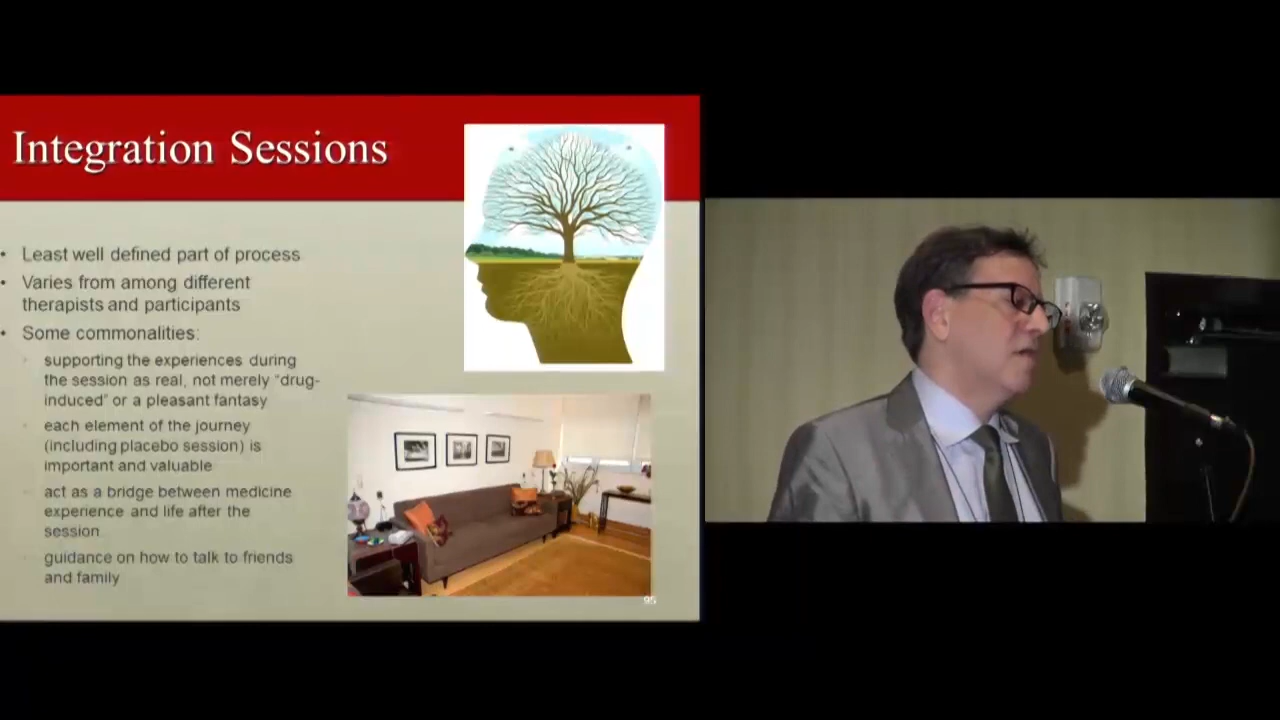 Integration Sessions
• Least well defined part of process
• Varies from among different
therapists and participants
• Some commonalities:
supporting the experiences during
the session as real, not merely "drug-
induced" or a pleasant fantasy
each element of the journey
(including placebo session) is
important and valuable
act as a bridge between medicine
experience and life after the
session
guidance on how to talk to friends
and family
95